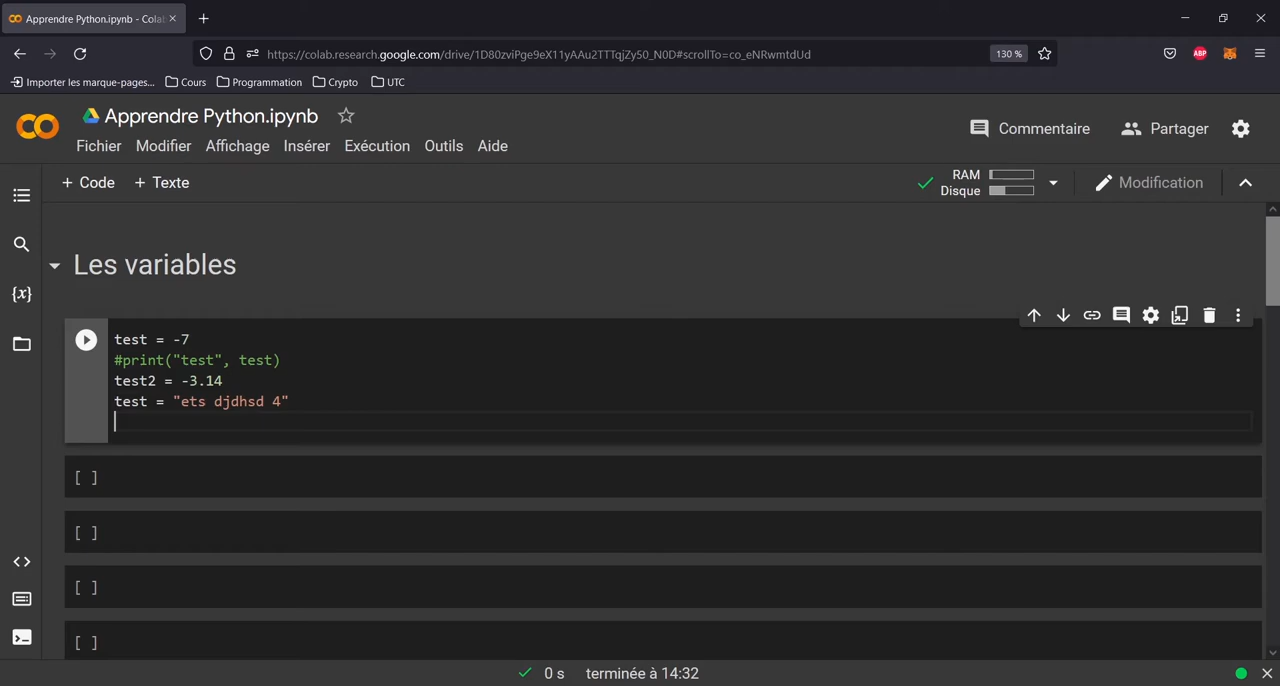 Apprendre Python.ipynb - Colab
https://colab.research.google.com/drive/1D80zviPge9eX11yAAu2TTTqjZy50_N0D#scrollTo=co_eNRwmtdUd
130 %
ABP
Importer les marque-pages...
Cours
Programmation
Crypto
UTC
Apprendre Python.ipynb
Commentaire
Partager
Fichier Modifier Affichage Insérer Exécution Outils Aide
+ Code + Texte
RAM
Disque
Modification
Les variables
{x}
test = -7
#print("test", test)
test2 = -3.14
test = "ets djdhsd 4"
[ ]
[ ]
[ ]
[ ]
0 s terminée à 14:32